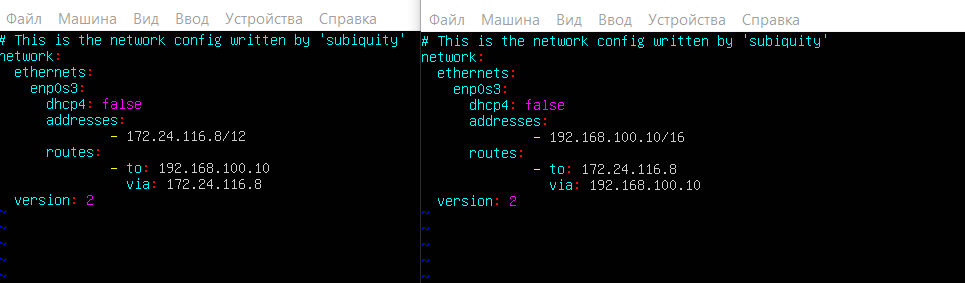 Файл Машина Вид Ввод Устройства Справка
# This is the network config written by 'subiquity'
network:
  ethernets:
    enp0s3:
      dhcp4: false
      addresses:
              - 172.24.116.8/12
      routes:
              - to: 192.168.100.10
                via: 172.24.116.8
  version: 2
~
~
~
~
~
Файл Машина Вид Ввод Устройства Справка
# This is the network config written by 'subiquity'
network:
  ethernets:
    enp0s3:
      dhcp4: false
      addresses:
              - 192.168.100.10/16
      routes:
              - to: 172.24.116.8
                via: 192.168.100.10
  version: 2
~
~
~
~
~